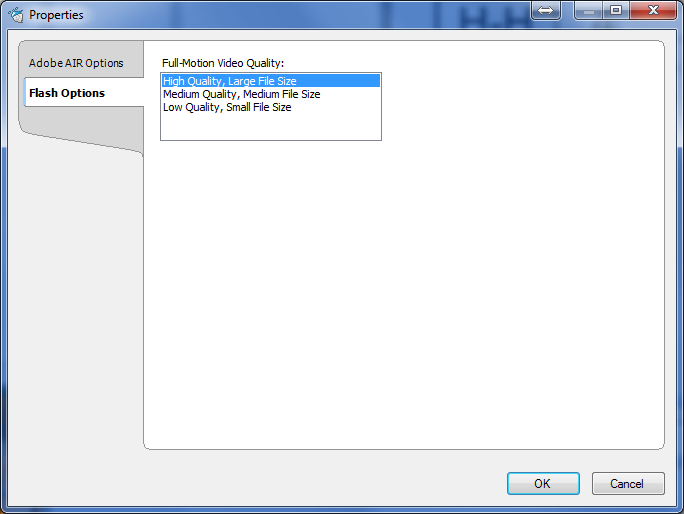 Properties
Adobe AIR Options
Flash Options
Full-Motion Video Quality:
High Quality, Large File Size
Medium Quality, Medium File Size
Low Quality, Small File Size
OK
Cancel